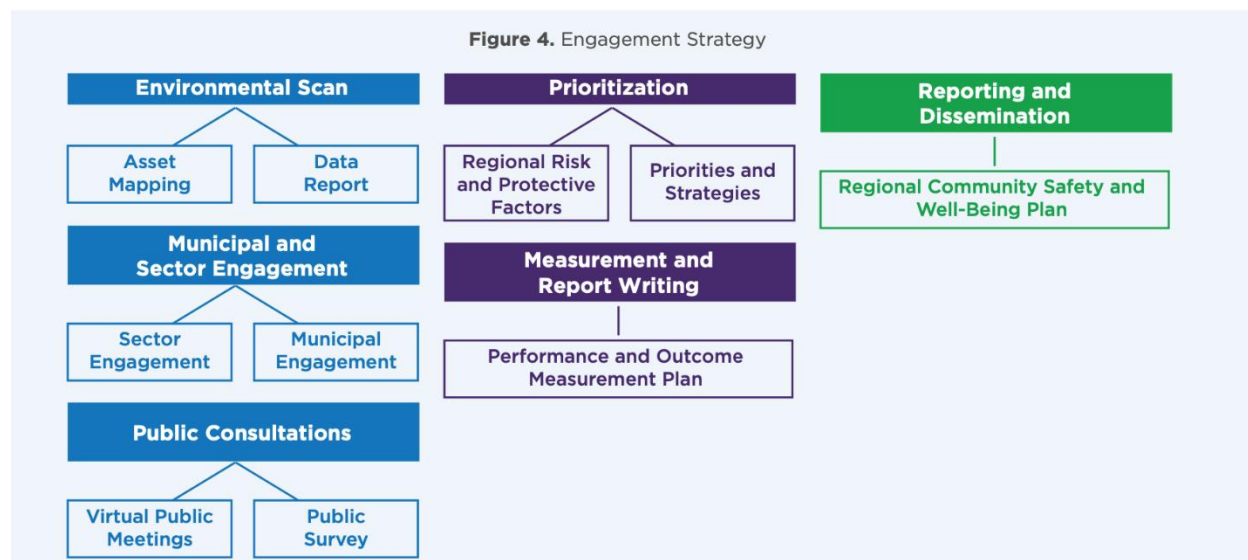 Figure 4. Engagement Strategy
Environmental Scan
Asset
Mapping
Data
Report
Municipal and
Sector Engagement
Sector
Engagement
Municipal
Engagement
Public Consultations
Virtual Public
Meetings
Public
Survey
Prioritization
Regional Risk
and Protective
Factors
Priorities and
Strategies
Measurement and
Report Writing
Performance and Outcome
Measurement Plan
Reporting and
Dissemination
Regional Community Safety and
Well-Being Plan